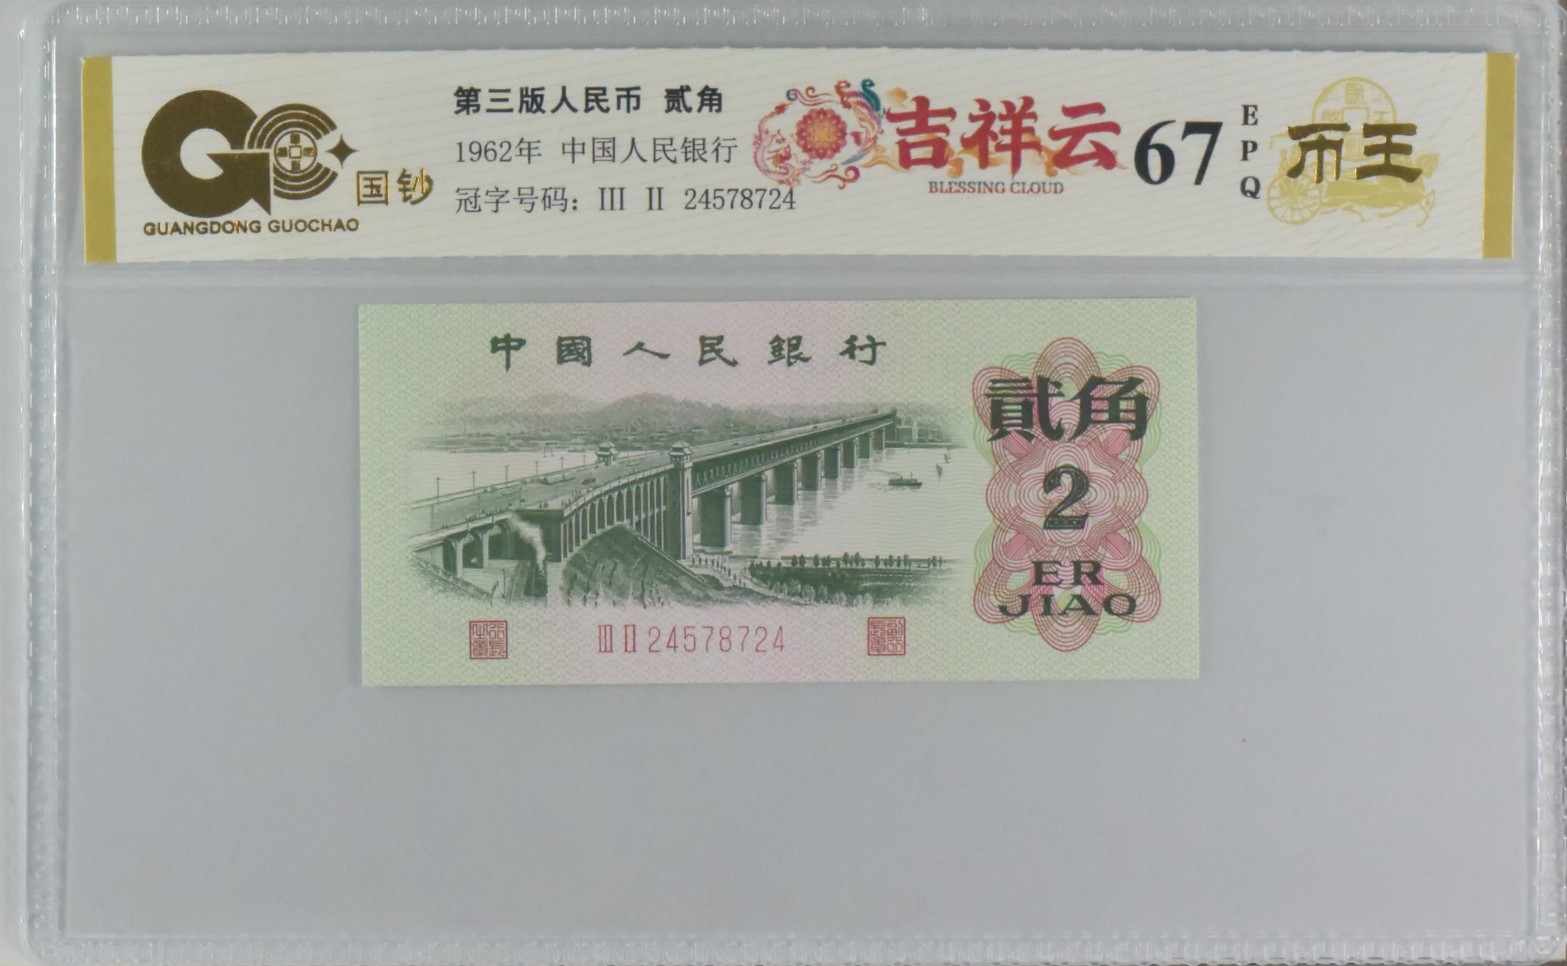 国钞
GUANGDONG GUOCHAO
第三版人民币 贰角
1962年 中国人民银行
冠字号码: III II 24578724
吉祥云
BLESSING CLOUD
67
EPQ
币王
中國人民銀行
貳角
2
ER
JIAO
III II 24578724